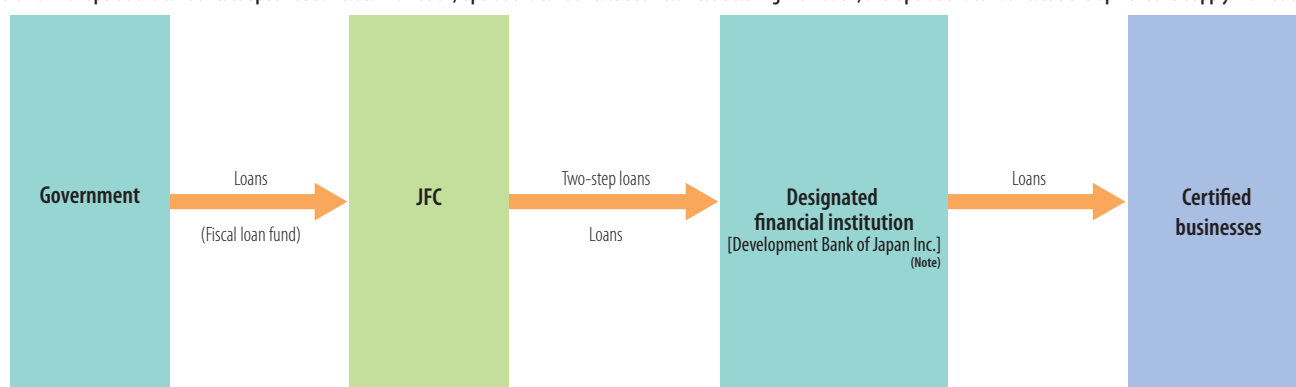 Government
Loans
(Fiscal loan fund)
JFC
Two-step loans
Loans
Designated
financial institution
[Development Bank of Japan Inc.]
(Note)
Loans
Certified
businesses